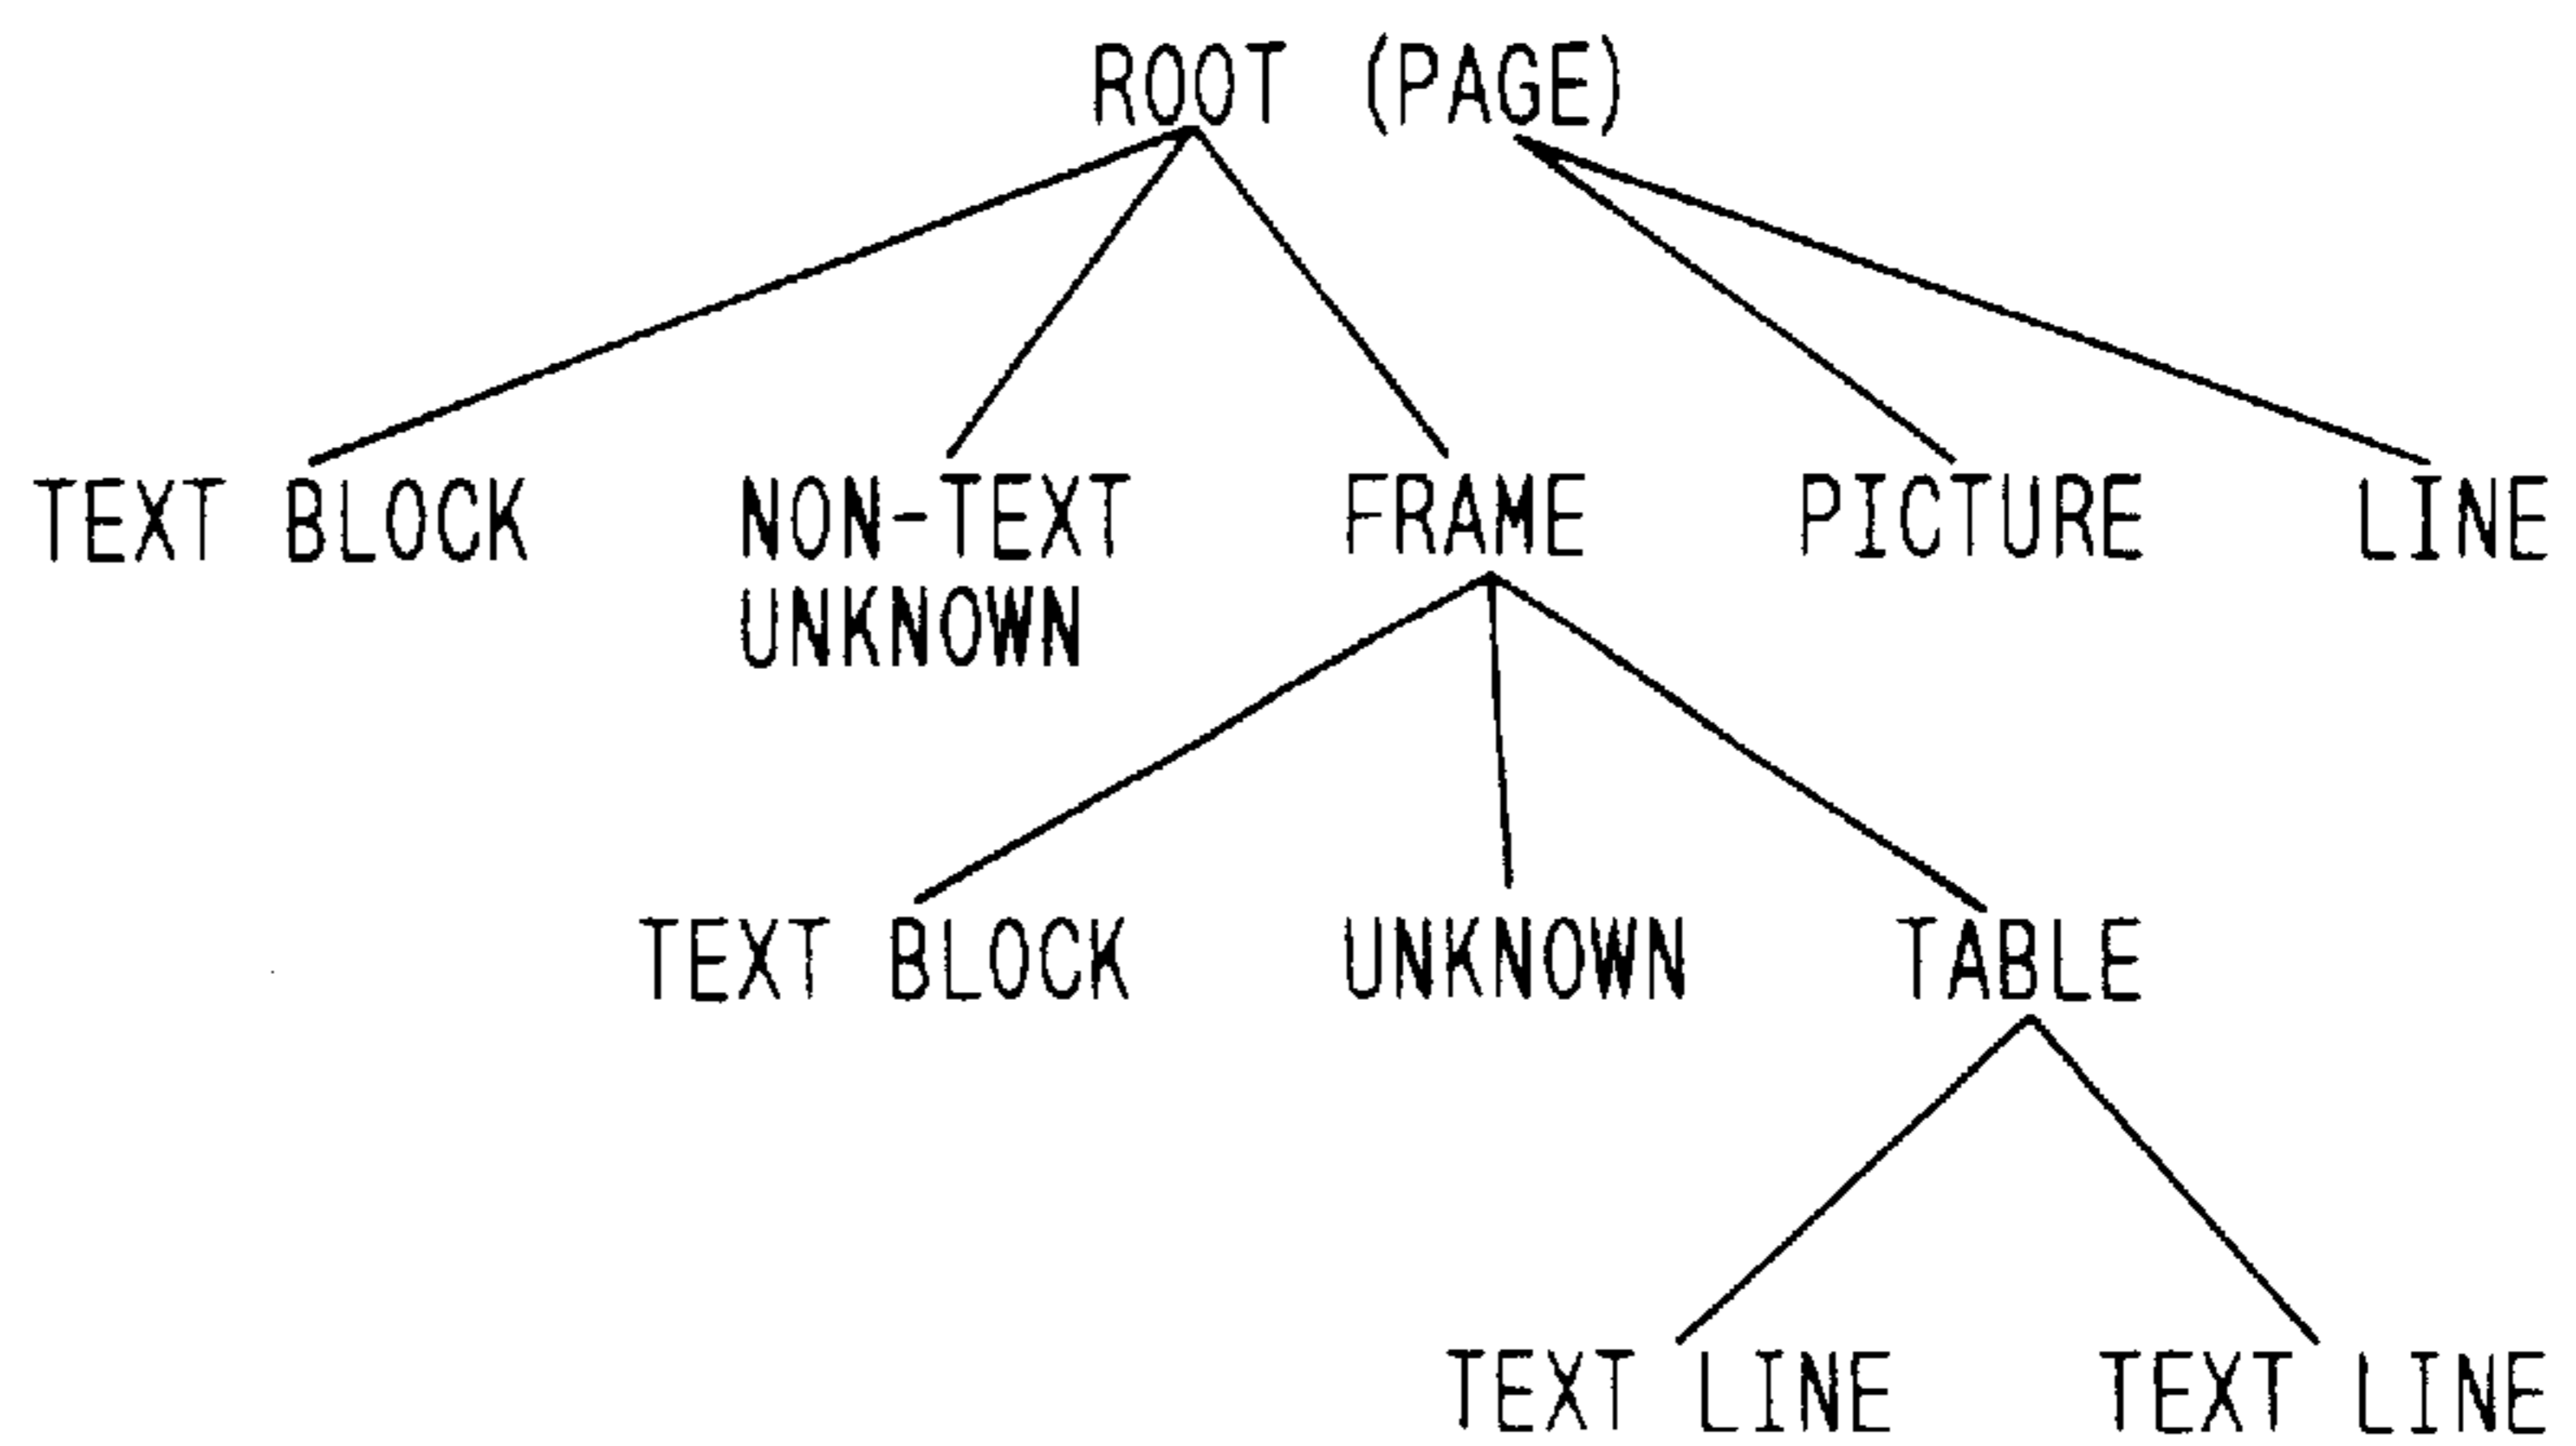 ROOT (PAGE)
TEXT BLOCK NON-TEXT FRAME PICTURE LINE
UNKNOWN
TEXT BLOCK UNKNOWN TABLE
TEXT LINE TEXT LINE